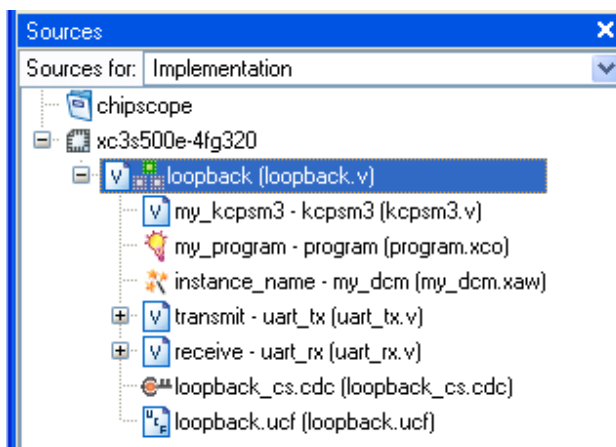 Sources
Sources for: Implementation
chipscope
xc3s500e-4fg320
loopback (loopback.v)
my_kcpsm3 - kcpsm3 (kcpsm3.v)
my_program - program (program.xco)
instance_name - my_dcm (my_dcm.xaw)
transmit - uart_tx (uart_tx.v)
receive - uart_rx (uart_rx.v)
loopback_cs.cdc (loopback_cs.cdc)
loopback.ucf (loopback.ucf)